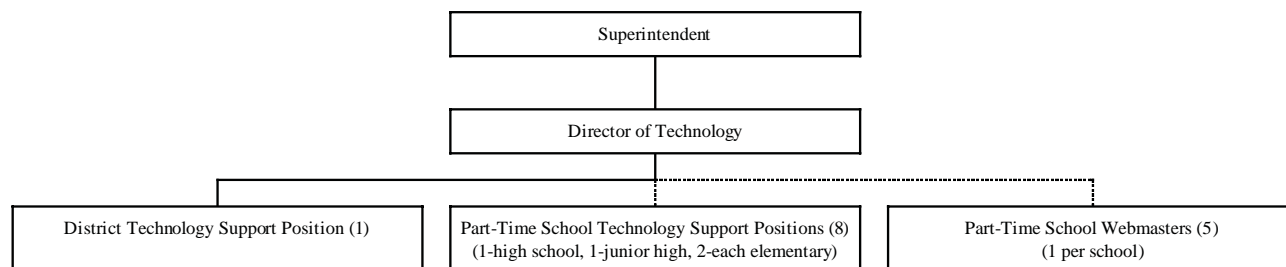 Superintendent
Director of Technology
District Technology Support Position (1)
Part-Time School Technology Support Positions (8)
(1-high school, 1-junior high, 2-each elementary)
Part-Time School Webmasters (5)
(1 per school)